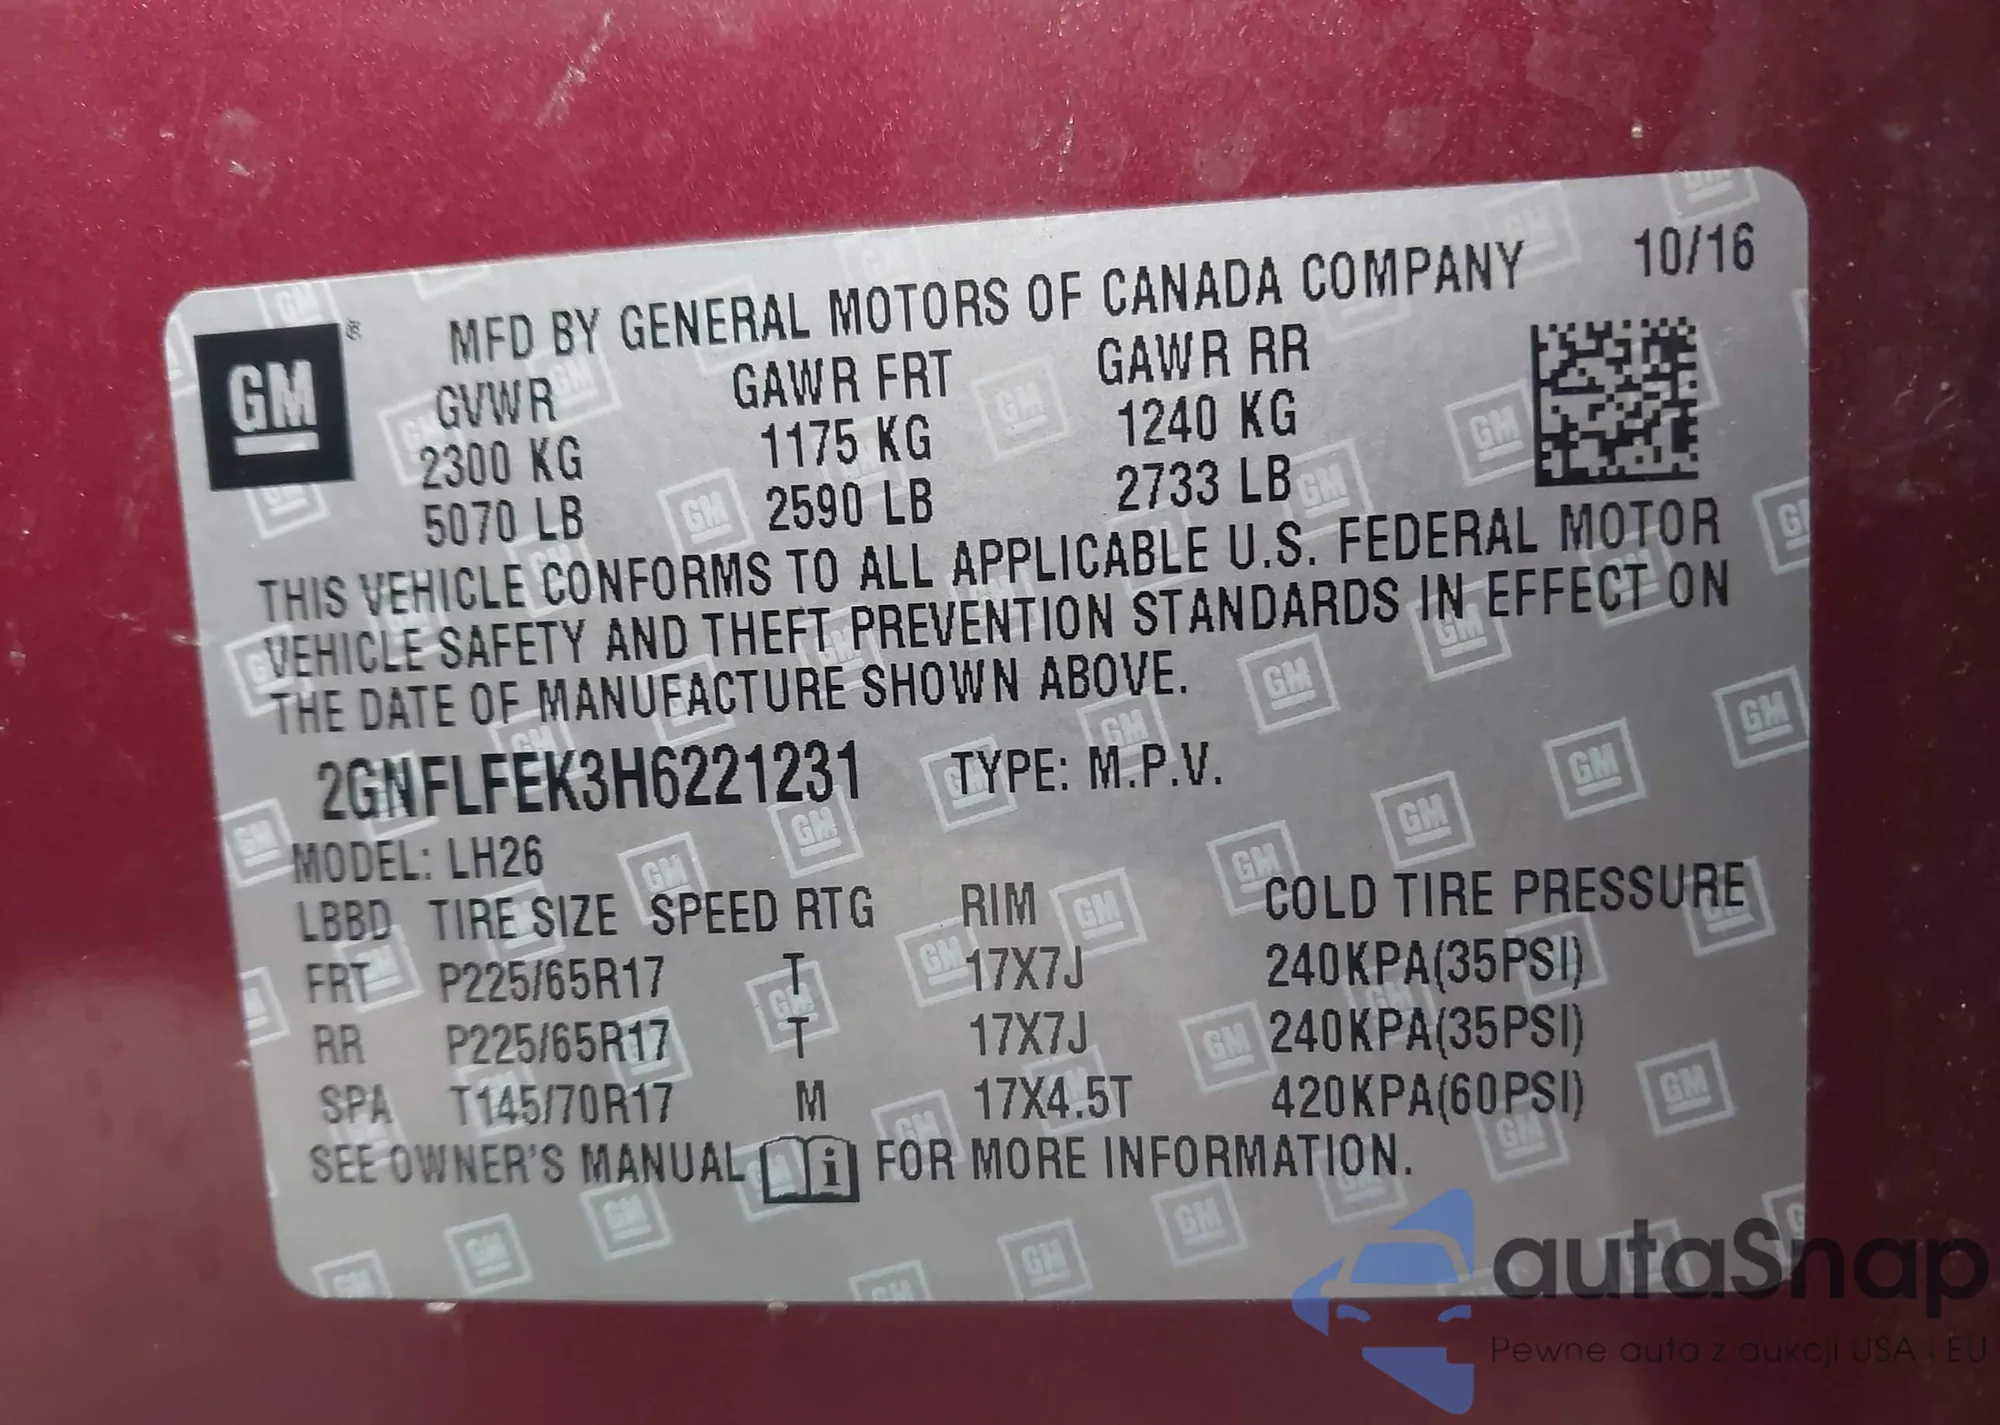 MFD BY GENERAL MOTORS OF CANADA COMPANY 10/16
GM ®
GVWR GAWR FRT GAWR RR
2300 KG 1175 KG 1240 KG
5070 LB 2590 LB 2733 LB
THIS VEHICLE CONFORMS TO ALL APPLICABLE U.S. FEDERAL MOTOR
VEHICLE SAFETY AND THEFT PREVENTION STANDARDS IN EFFECT ON
THE DATE OF MANUFACTURE SHOWN ABOVE.
2GNFLFEK3H6221231 TYPE: M.P.V.
MODEL: LH26
LBBD TIRE SIZE SPEED RTG RIM COLD TIRE PRESSURE
FRT P225/65R17 T 17X7J 240KPA(35PSI)
RR P225/65R17 T 17X7J 240KPA(35PSI)
SPA T145/70R17 M 17X4.5T 420KPA(60PSI)
SEE OWNER'S MANUAL i FOR MORE INFORMATION.
autaSnap
Pewne auta z aukcji USA i EU